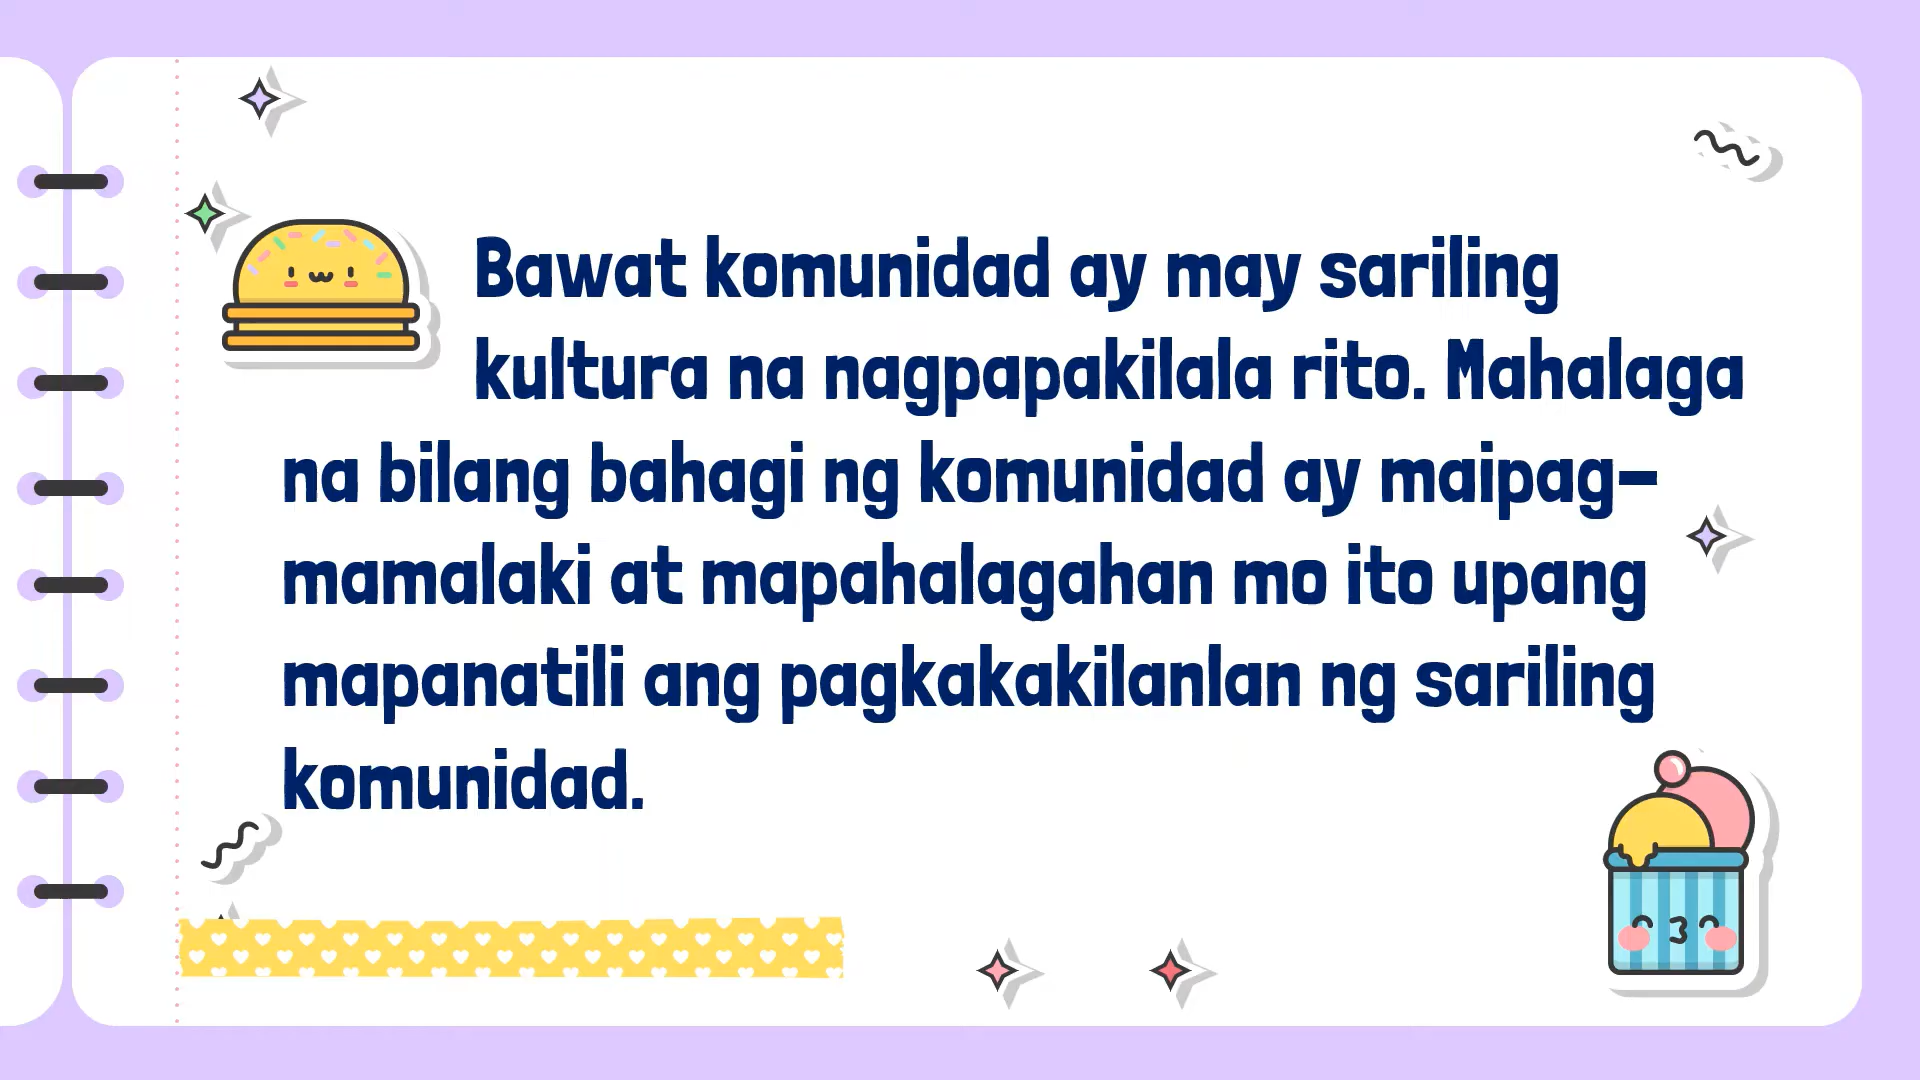 Bawat komunidad ay may sariling
kultura na nagpapakilala rito. Mahalaga
na bilang bahagi ng komunidad ay maipag-
mamalaki at mapahalagahan mo ito upang
mapanatili ang pagkakakilanlan ng sariling
komunidad.